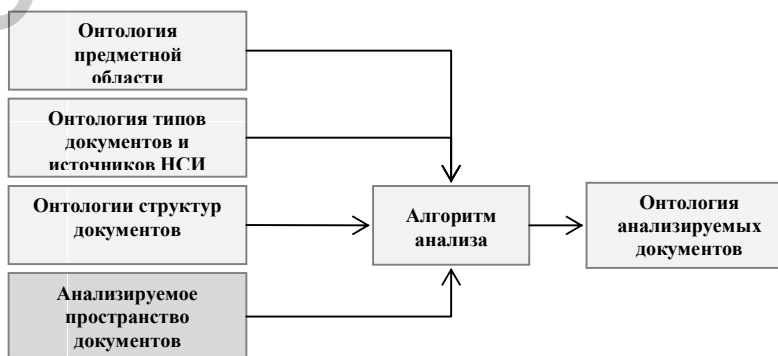 Онтология
предметной
области
Онтология типов
документов и
источников НСИ
Онтологии структур
документов
Анализируемое
пространство
документов
Алгоритм
анализа
Онтология
анализируемых
документов